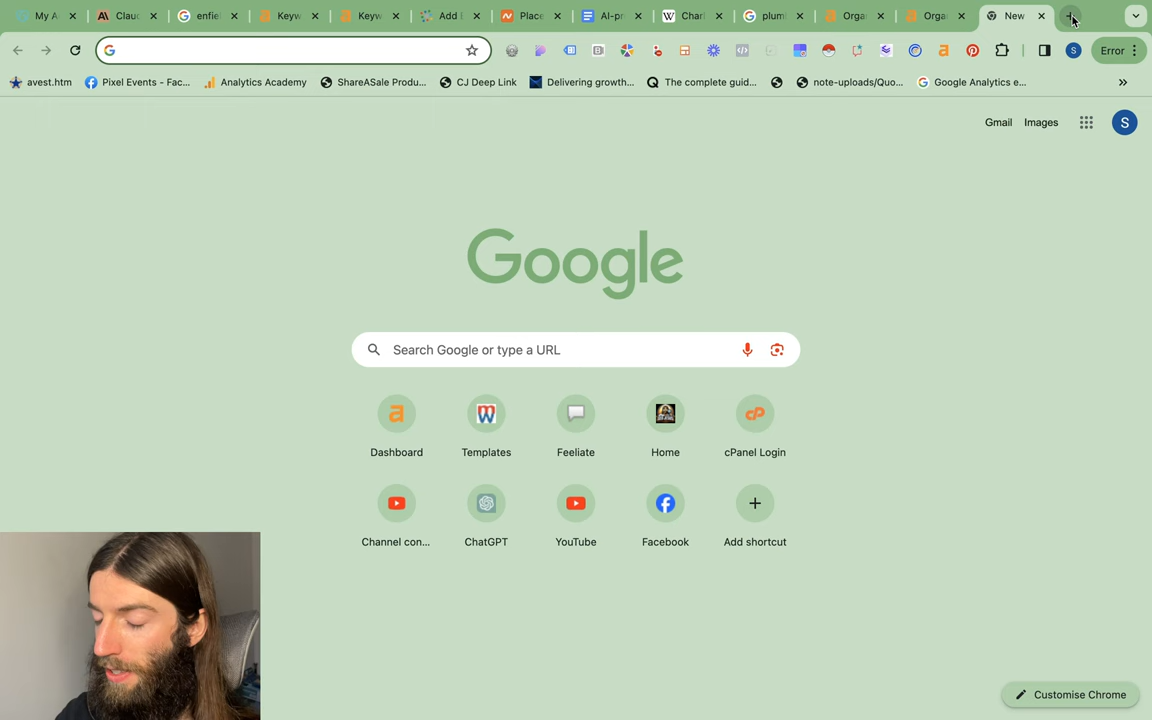 My A
Clau
enfie
Keyw
Keyw
Add
Place
AI-pr
Charl
plum
Orga
Orga
New
Error
avest.htm
Pixel Events - Fac...
Analytics Academy
ShareASale Produ...
CJ Deep Link
Delivering growth...
The complete guid...
note-uploads/Quo...
Google Analytics e...
»
Gmail
Images
S
Google
Search Google or type a URL
Dashboard
Templates
Feeliate
Home
cPanel Login
Channel con...
ChatGPT
YouTube
Facebook
Add shortcut
Customise Chrome